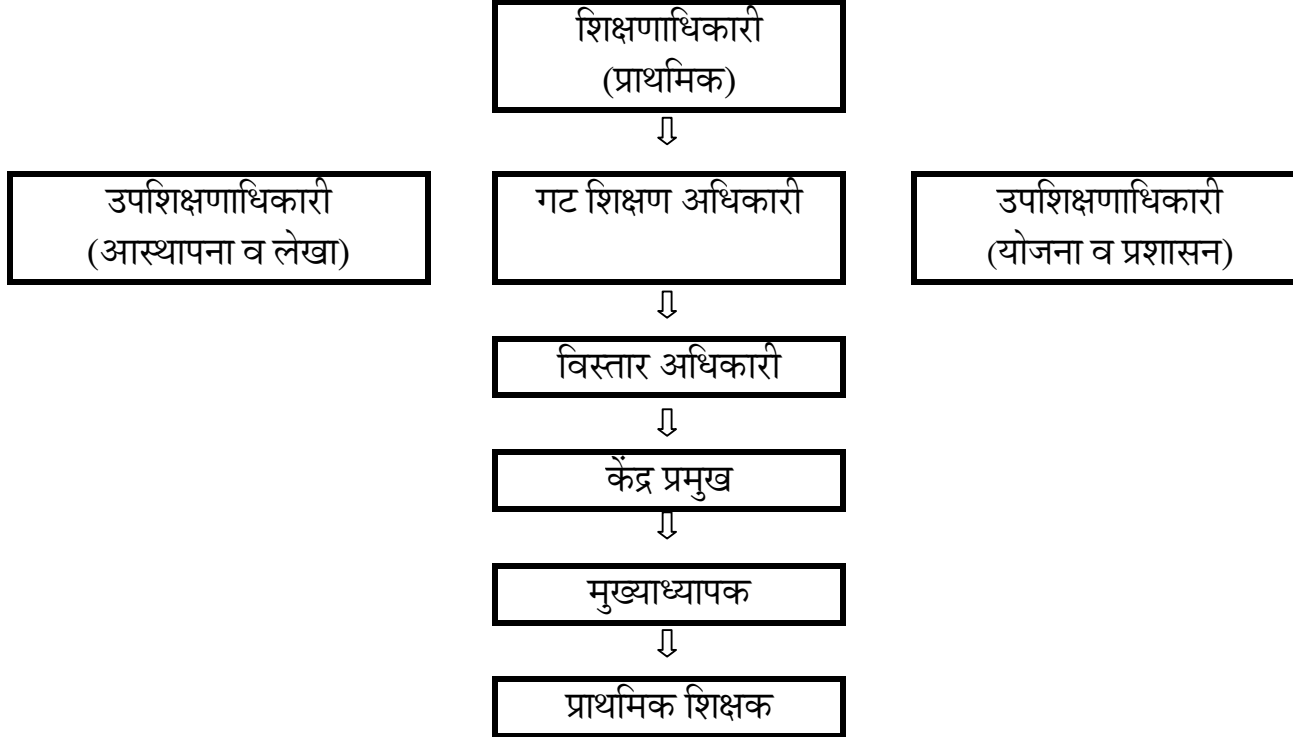 शिक्षणाधिकारी
(प्राथमिक)
उपशिक्षणाधिकारी
(आस्थापना व लेखा)
गट शिक्षण अधिकारी
उपशिक्षणाधिकारी
(योजना व प्रशासन)
विस्तार अधिकारी
केंद्र प्रमुख
मुख्याध्यापक
प्राथमिक शिक्षक